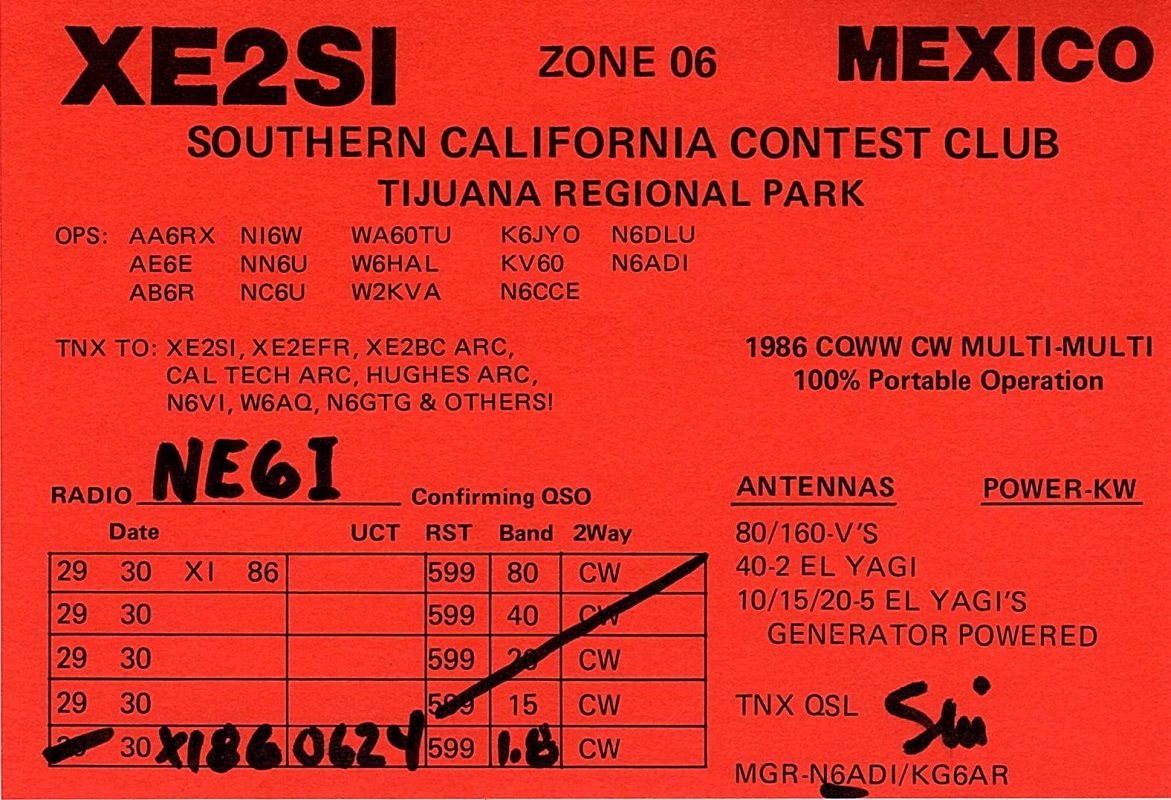 XE2SI ZONE 06 MEXICO
SOUTHERN CALIFORNIA CONTEST CLUB
TIJUANA REGIONAL PARK
OPS: AA6RX NI6W WA60TU K6JYO N6DLU
AE6E NN6U W6HAL KV60 N6ADI
AB6R NC6U W2KVA N6CCE
TNX TO: XE2SI, XE2EFR, XE2BC ARC,
CAL TECH ARC, HUGHES ARC,
N6VI, W6AQ, N6GTG & OTHERS!
1986 CQWW CW MULTI-MULTI
100% Portable Operation
RADIO NE6I Confirming QSO
Date UCT RST Band 2Way
29 30 XI 86 599 80 CW
29 30 599 40 CW
29 30 599 20 CW
29 30 599 15 CW
29 30 XI86 0624 599 1.8 CW
ANTENNAS POWER-KW
80/160-V'S
40-2 EL YAGI
10/15/20-5 EL YAGI'S
GENERATOR POWERED
TNX QSL
MGR-N6ADI/KG6AR